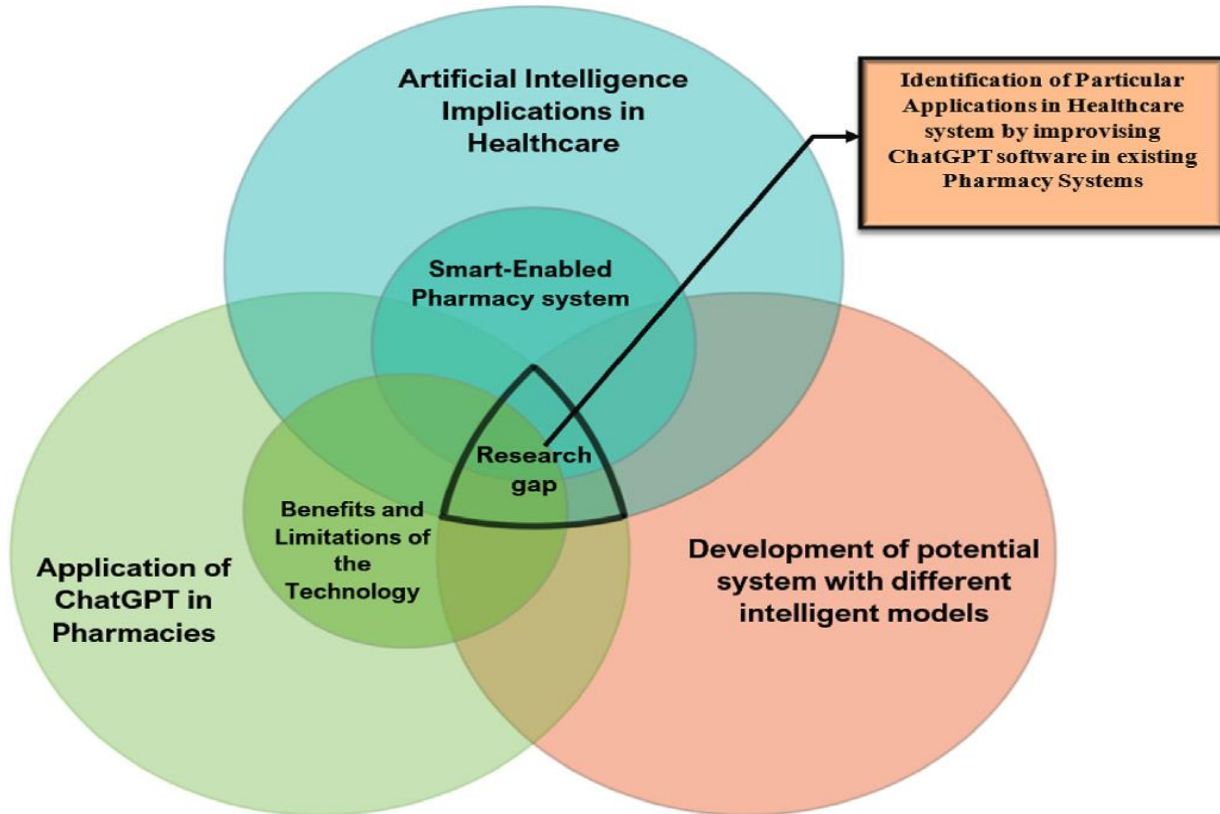 Artificial Intelligence
Implications in
Healthcare
Identification of Particular
Applications in Healthcare
system by improvising
ChatGPT software in existing
Pharmacy Systems
Smart-Enabled
Pharmacy system
Research
gap
Benefits and
Limitations of
the
Technology
Application of
ChatGPT in
Pharmacies
Development of potential
system with different
intelligent models